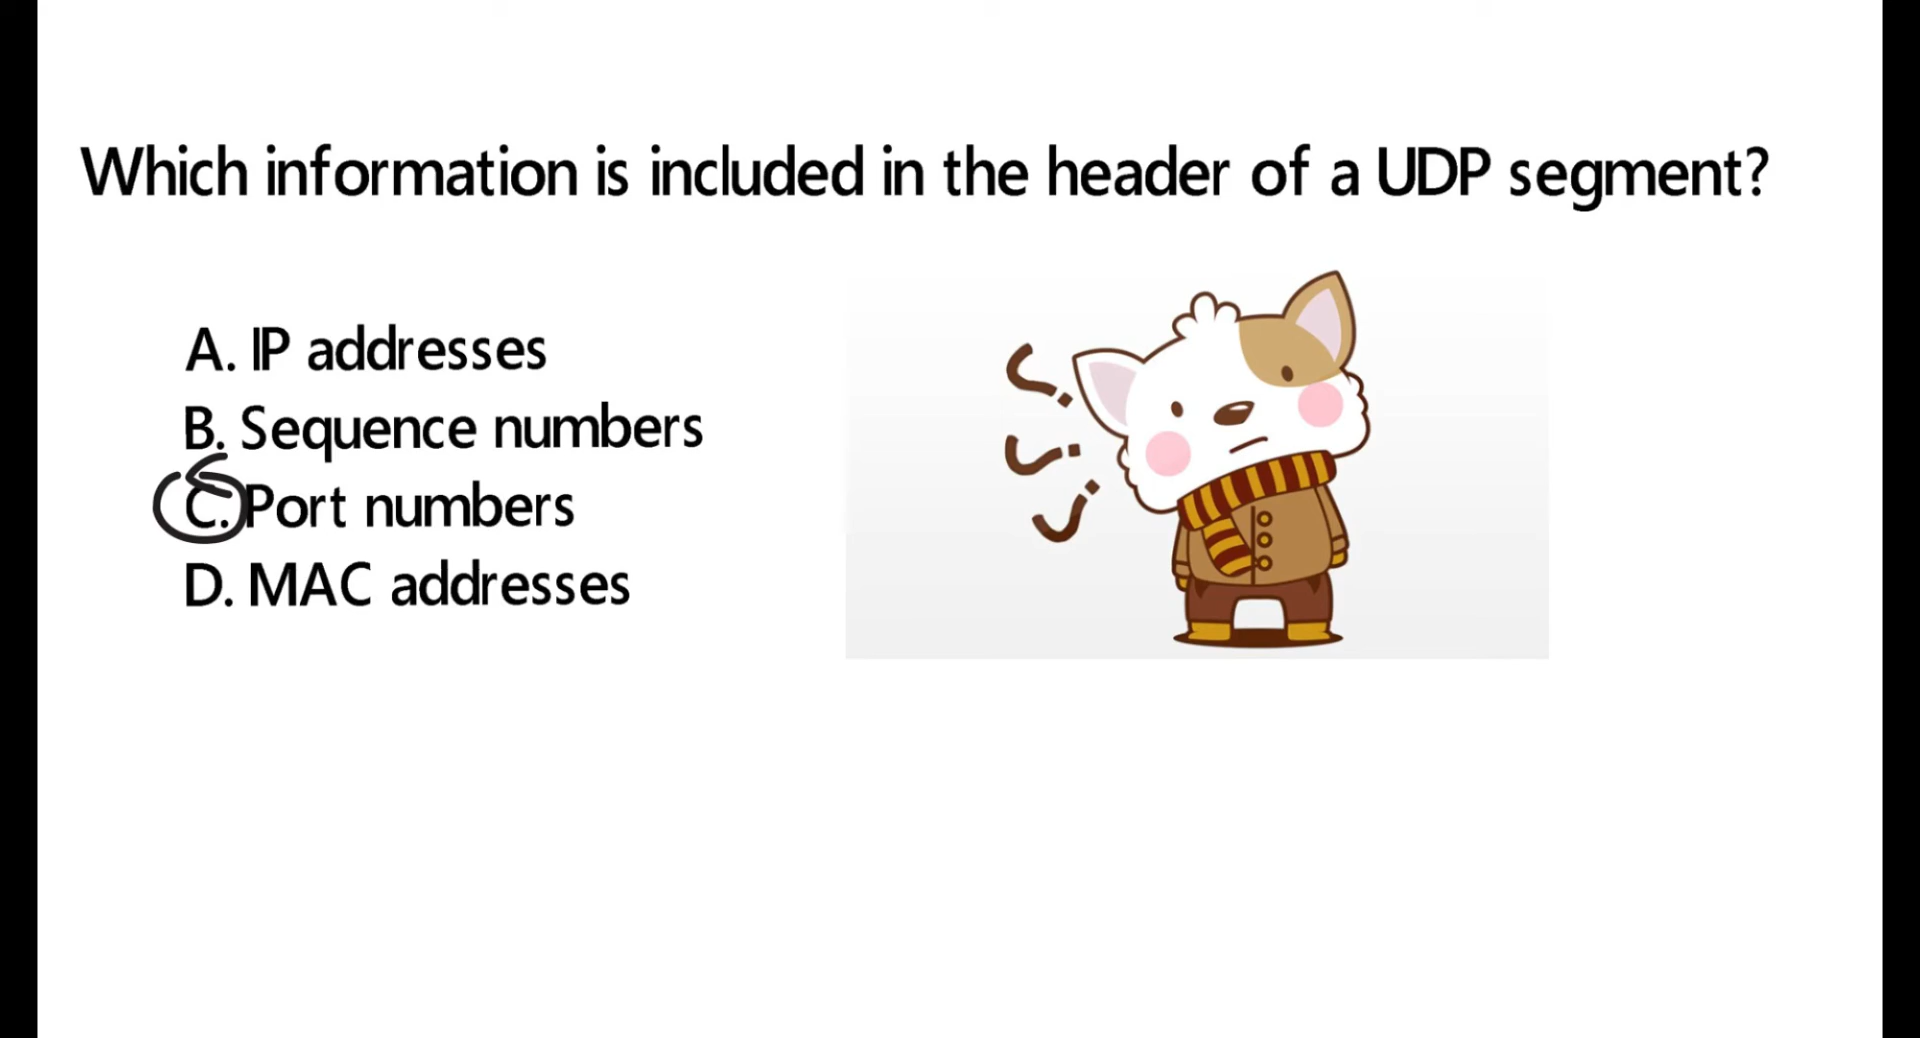 Which information is included in the header of a UDP segment?
A. IP addresses
B. Sequence numbers
C. Port numbers
D. MAC addresses
???